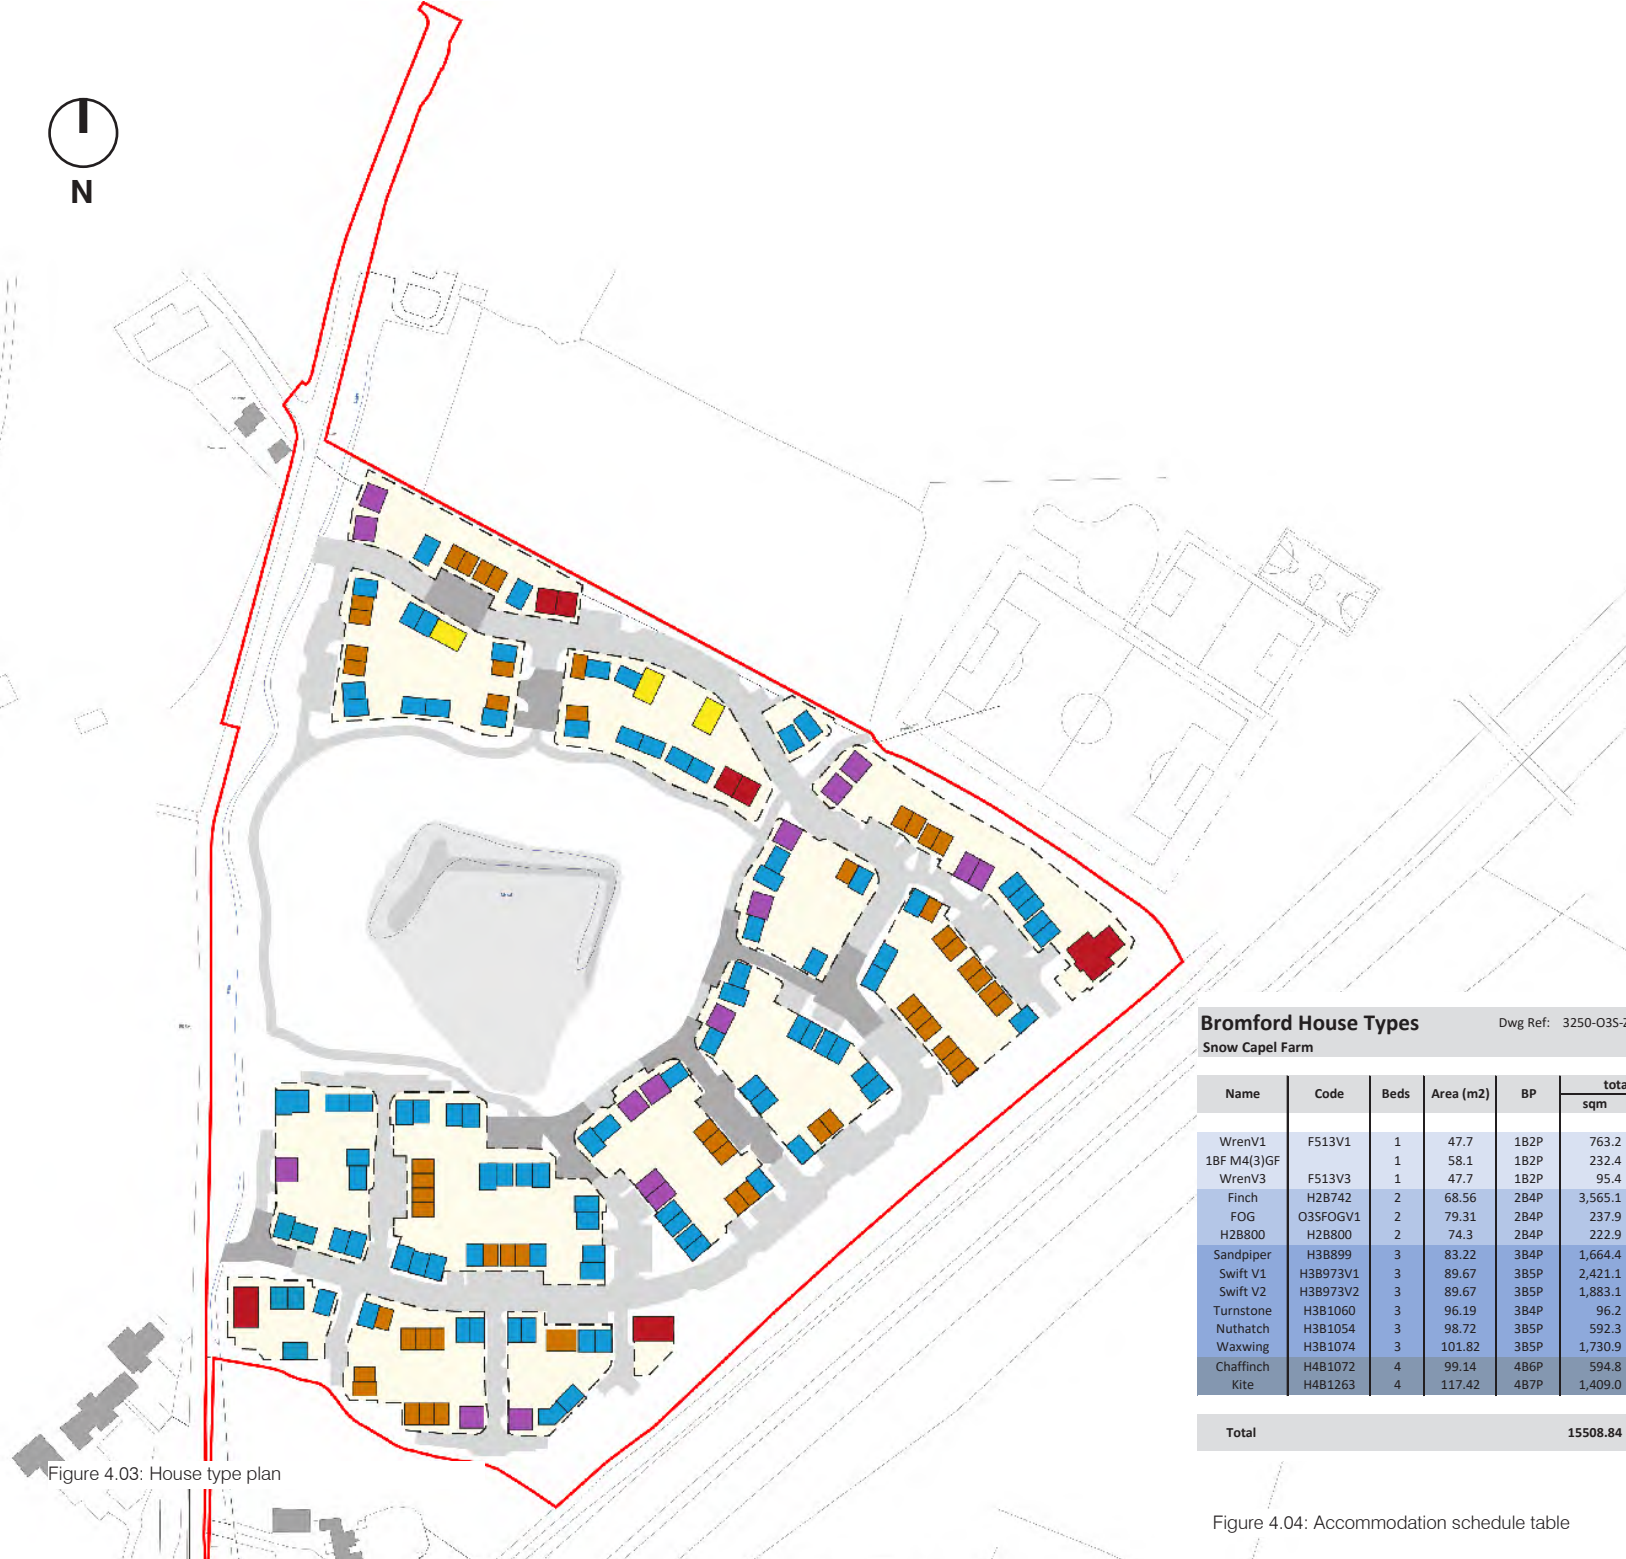 N
Bromford House Types Dwg Ref: 3250-O3S-Z
Snow Capel Farm
Name Code Beds Area (m2) BP tota
sqm
WrenV1 F513V1 1 47.7 1B2P 763.2
1BF M4(3)GF 1 58.1 1B2P 232.4
WrenV3 F513V3 1 47.7 1B2P 95.4
Finch H2B742 2 68.56 2B4P 3,565.1
FOG O3SFOGV1 2 79.31 2B4P 237.9
H2B800 H2B800 2 74.3 2B4P 222.9
Sandpiper H3B899 3 83.22 3B4P 1,664.4
Swift V1 H3B973V1 3 89.67 3B5P 2,421.1
Swift V2 H3B973V2 3 89.67 3B5P 1,883.1
Turnstone H3B1060 3 96.19 3B4P 96.2
Nuthatch H3B1054 3 98.72 3B5P 592.3
Waxwing H3B1074 3 101.82 3B5P 1,730.9
Chaffinch H4B1072 4 99.14 4B6P 594.8
Kite H4B1263 4 117.42 4B7P 1,409.0
Total 15508.84
Figure 4.03: House type plan
Figure 4.04: Accommodation schedule table